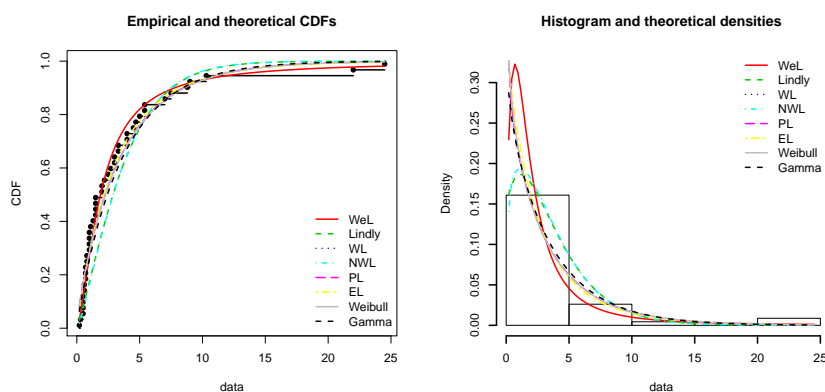 Empirical and theoretical CDFs
CDF
1.0
0.8
0.6
0.4
0.2
0.0
WeL
Lindly
WL
NWL
PL
EL
Weibull
Gamma
0 5 10 15 20 25
data
Histogram and theoretical densities
Density
0.30
0.25
0.20
0.15
0.10
0.05
0.00
WeL
Lindly
WL
NWL
PL
EL
Weibull
Gamma
0 5 10 15 20 25
data